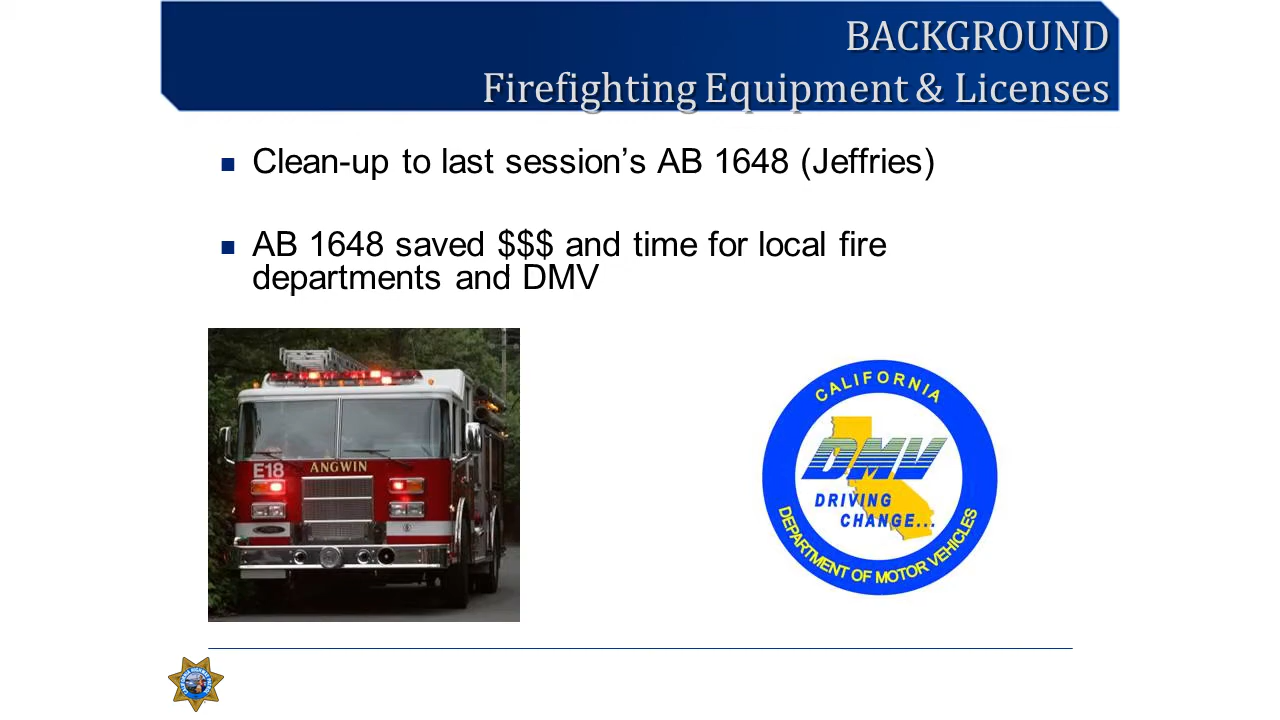 BACKGROUND
Firefighting Equipment & Licenses
Clean-up to last session’s AB 1648 (Jeffries)
AB 1648 saved $$$ and time for local fire
departments and DMV
E18
ANGWIN
CALIFORNIA
DMV
DRIVING
CHANGE...
DEPARTMENT OF MOTOR VEHICLES